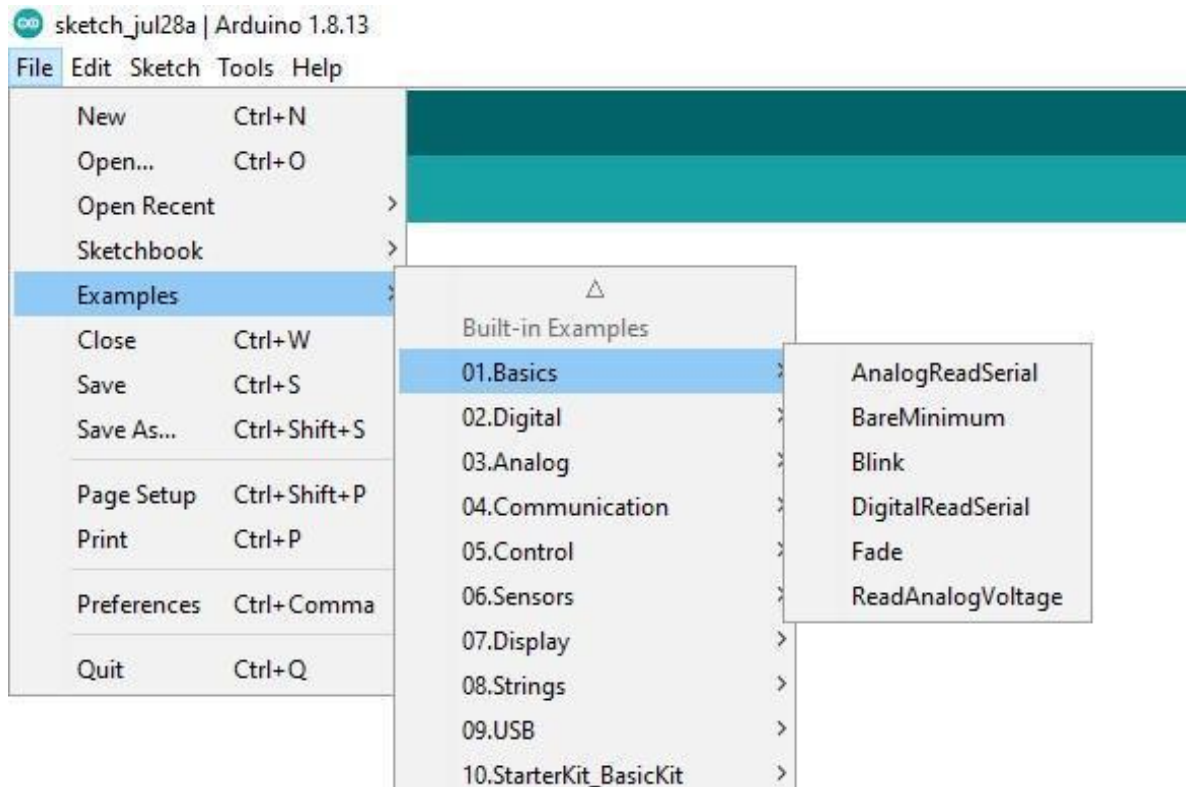 sketch_jul28a | Arduino 1.8.13
File Edit Sketch Tools Help
New Ctrl+N
Open... Ctrl+O
Open Recent
Sketchbook
Examples
Close Ctrl+W
Save Ctrl+S
Save As... Ctrl+Shift+S
Page Setup Ctrl+Shift+P
Print Ctrl+P
Preferences Ctrl+Comma
Quit Ctrl+Q
Built-in Examples
01.Basics
02.Digital
03.Analog
04.Communication
05.Control
06.Sensors
07.Display
08.Strings
09.USB
10.StarterKit_BasicKit
AnalogReadSerial
BareMinimum
Blink
DigitalReadSerial
Fade
ReadAnalogVoltage